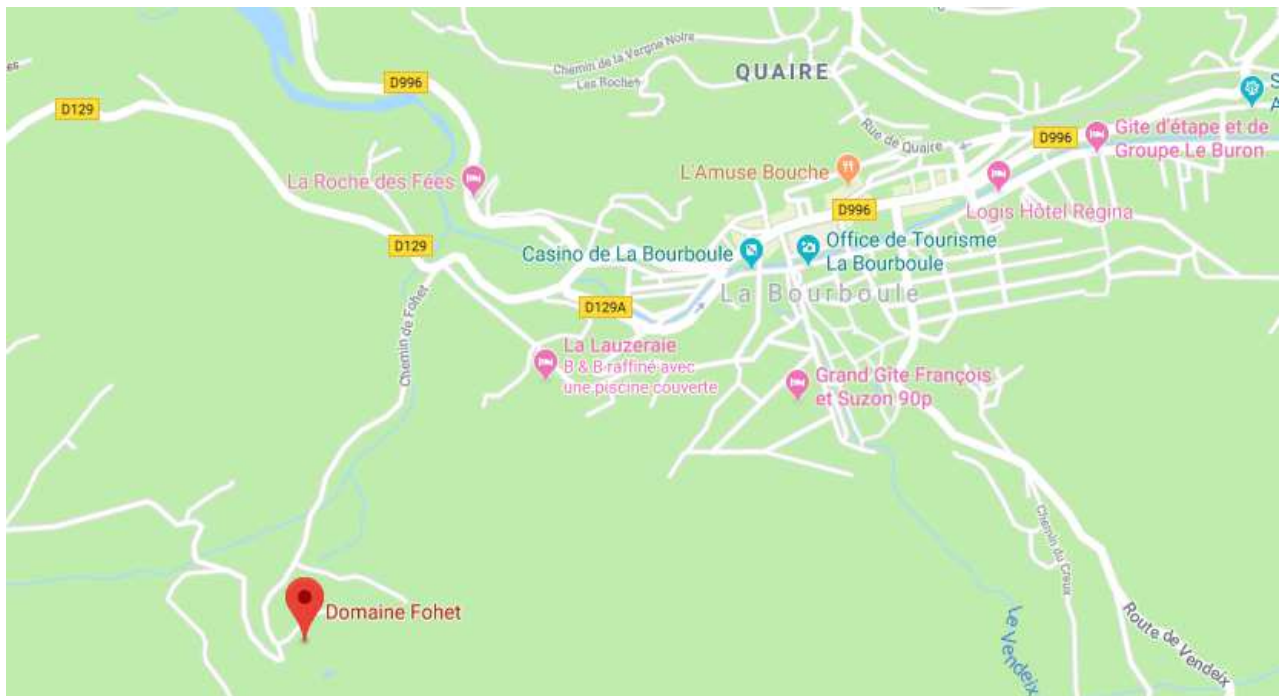 Chemin de la Vergne Noire
Les Roches
QUAIRE
D996
D129
S
A
Rue de Quaire
D996
Gîte d'étape et de
Groupe Le Buron
L'Amuse Bouche
La Roche des Fées
D996
Logis Hôtel Régina
D129
Casino de La Bourboule
Office de Tourisme
La Bourboule
La Bourboule
D129A
Chemin de Fohet
La Lauzeraie
B & B raffiné avec
une piscine couverte
Grand Gîte François
et Suzon 90p
Chemin du Creux
Domaine Fohet
Le Vendeix
Route de Vendeix